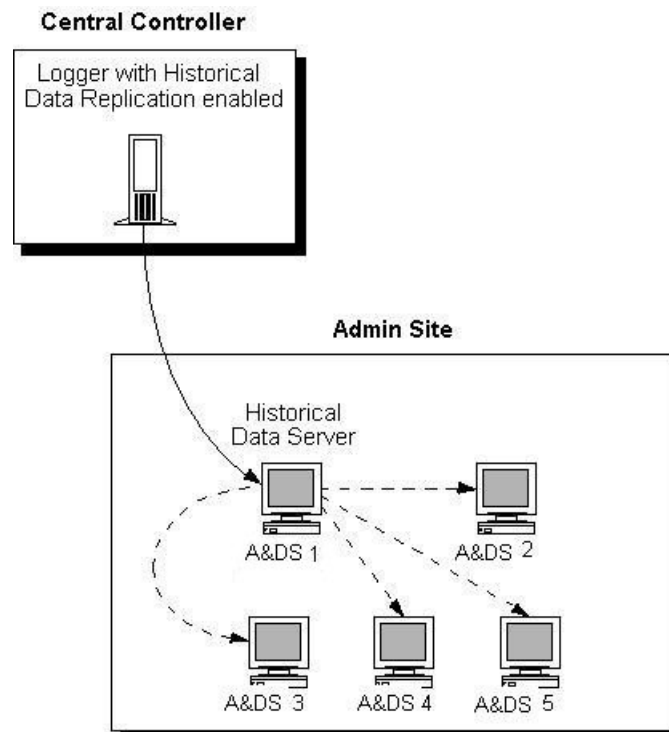 Central Controller
Logger with Historical
Data Replication enabled
Admin Site
Historical
Data Server
A&DS 1
A&DS 2
A&DS 3
A&DS 4
A&DS 5